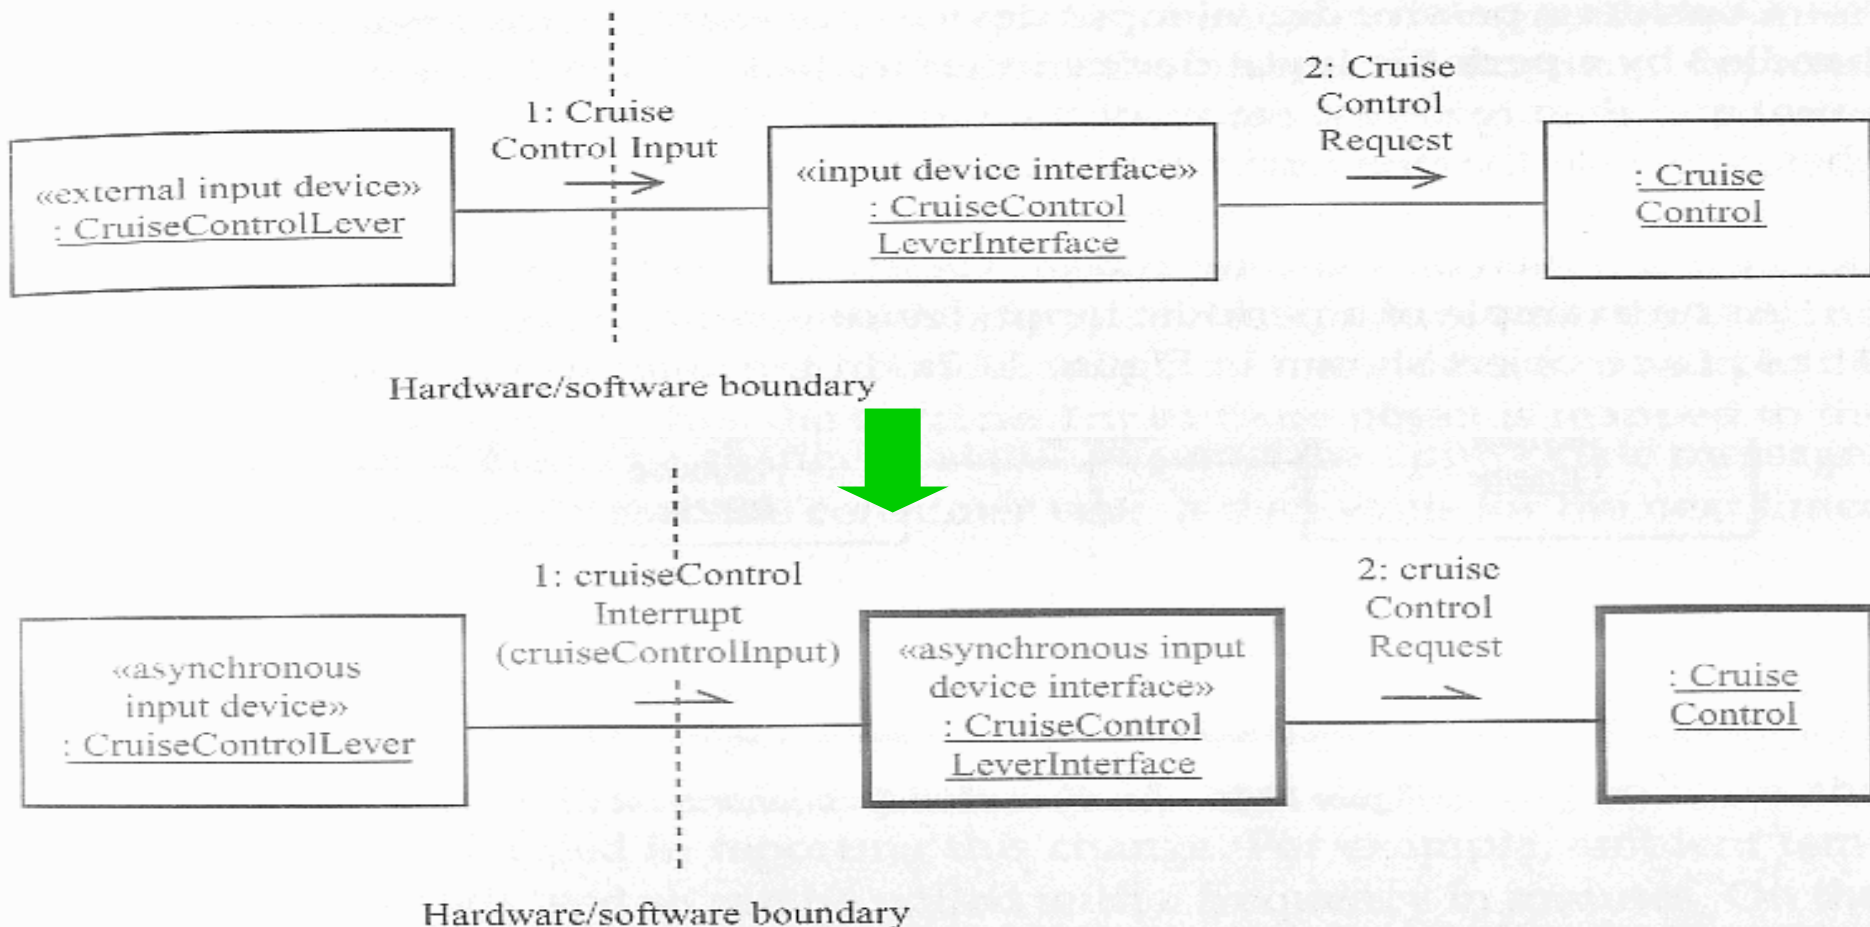 1: Cruise
Control Input
2: Cruise
Control
Request
«external input device»
: CruiseControlLever
«input device interface»
: CruiseControl
LeverInterface
: Cruise
Control
Hardware/software boundary
1: cruiseControl
Interrupt
(cruiseControlInput)
2: cruise
Control
Request
«asynchronous
input device»
: CruiseControlLever
«asynchronous input
device interface»
: CruiseControl
LeverInterface
: Cruise
Control
Hardware/software boundary